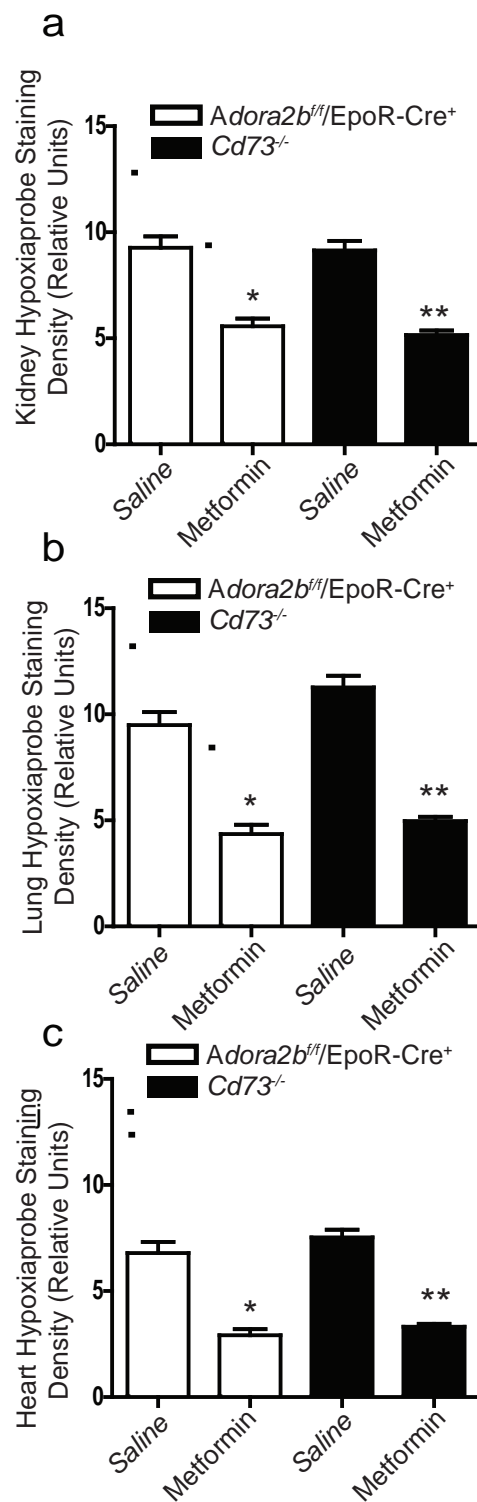 a
Adora2bf/f/EpoR-Cre+
Cd73-/-
Kidney Hypoxiaprobe Staining
Density (Relative Units)
15
10
5
0
*
**
Saline
Metformin
Saline
Metformin
b
Adora2bf/f/EpoR-Cre+
Cd73-/-
Lung Hypoxiaprobe Staining
Density (Relative Units)
15
10
5
0
*
**
Saline
Metformin
Saline
Metformin
c
Adora2bf/f/EpoR-Cre+
Cd73-/-
Heart Hypoxiaprobe Staining
Density (Relative Units)
15
10
5
0
*
**
Saline
Metformin
Saline
Metformin